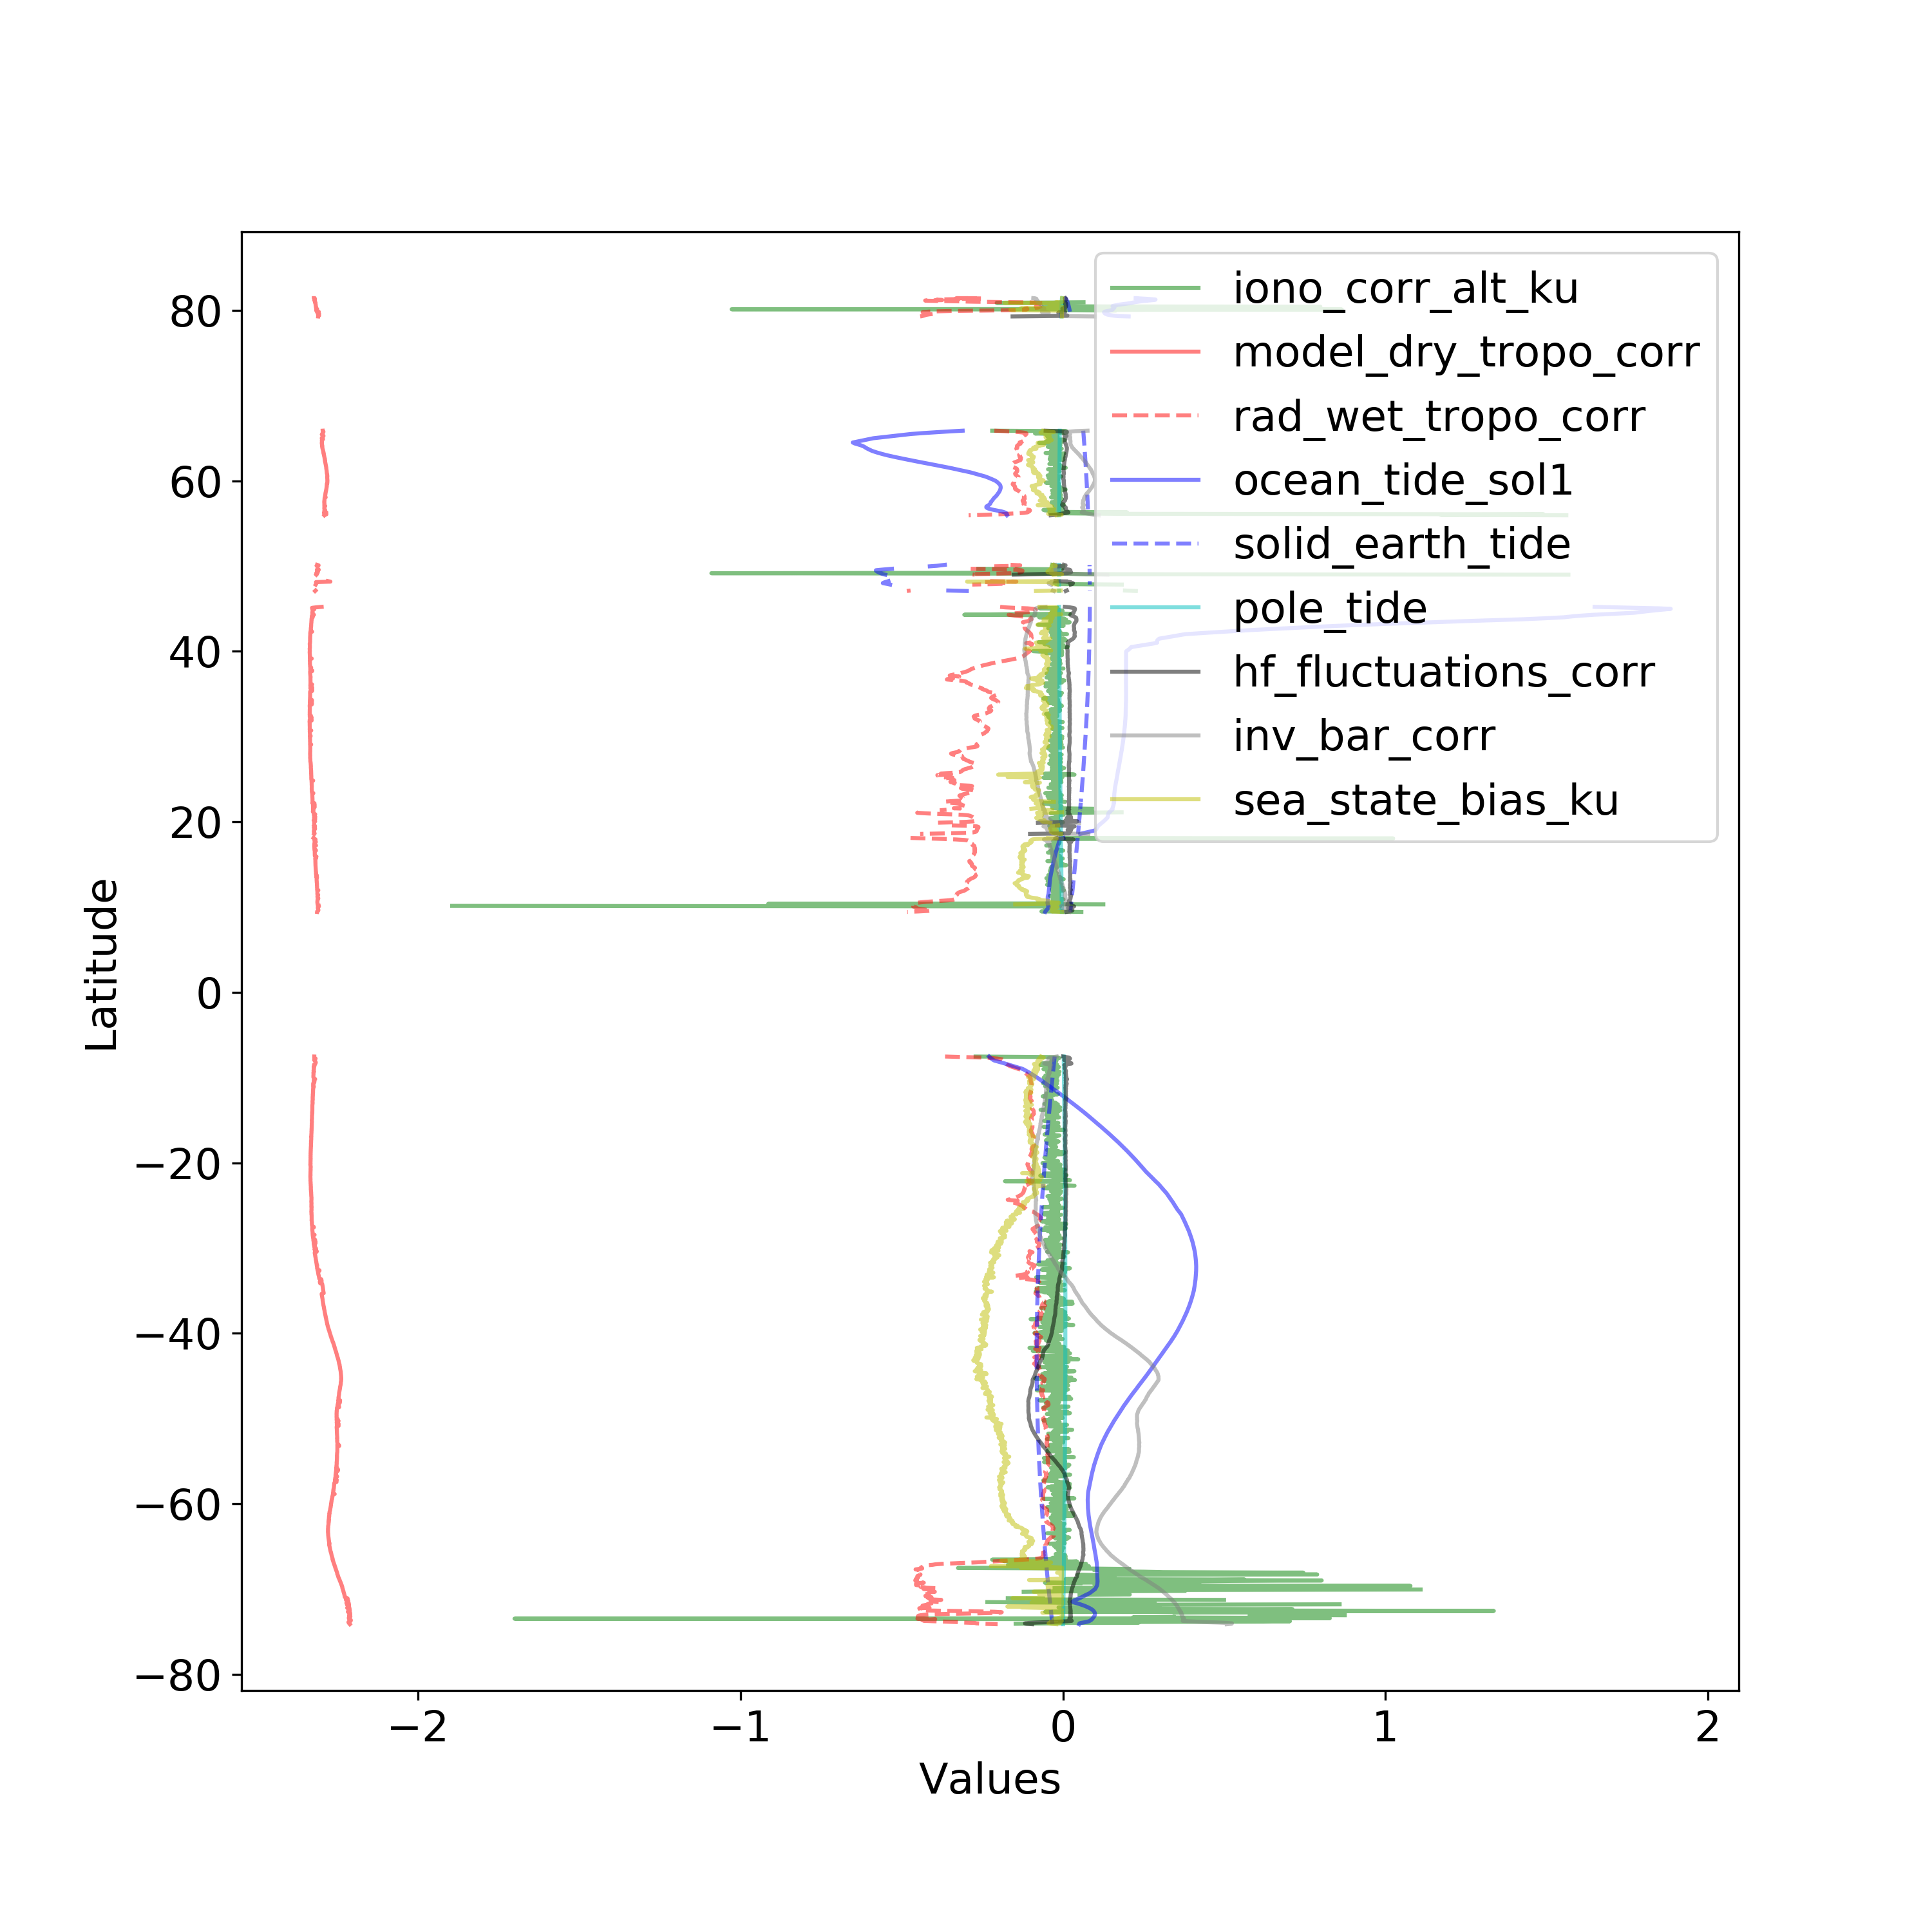 iono_corr_alt_ku
model_dry_tropo_corr
rad_wet_tropo_corr
ocean_tide_sol1
solid_earth_tide
pole_tide
hf_fluctuations_corr
inv_bar_corr
sea_state_bias_ku
80
60
40
20
0
−20
−40
−60
−80
Latitude
−2 −1 0 1 2
Values